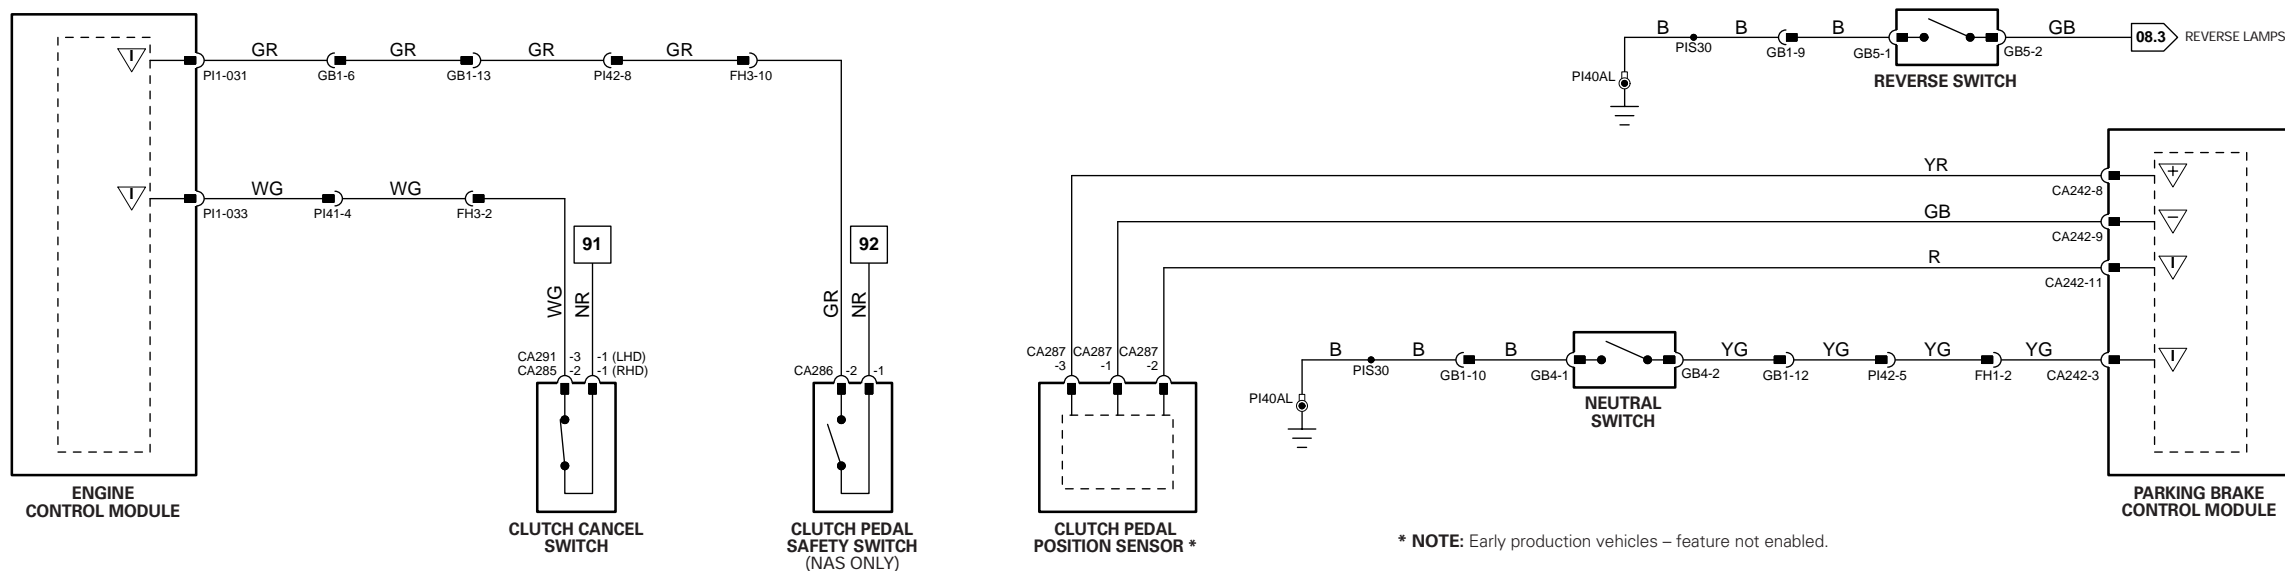 GR GR GR GR
PI1-031 GB1-6 GB1-13 PI42-8 FH3-10
WG WG
PI1-033 PI41-4 FH3-2
91
92
WG NR
GR NR
CA291 -3 -1 (LHD)
CA285 -2 -1 (RHD)
CA286 -2 -1
ENGINE
CONTROL MODULE
CLUTCH CANCEL
SWITCH
CLUTCH PEDAL
SAFETY SWITCH
(NAS ONLY)
B B B GB
PIS30 GB1-9 GB5-1 GB5-2
08.3 REVERSE LAMPS
PI40AL
REVERSE SWITCH
YR
CA242-8
GB
CA242-9
R
CA242-11
CA287 CA287 CA287
-3 -1 -2
B B B YG YG YG YG
PIS30 GB1-10 GB4-1 GB4-2 GB1-12 PI42-5 FH1-2 CA242-3
PI40AL
NEUTRAL
SWITCH
CLUTCH PEDAL
POSITION SENSOR *
PARKING BRAKE
CONTROL MODULE
* NOTE: Early production vehicles – feature not enabled.